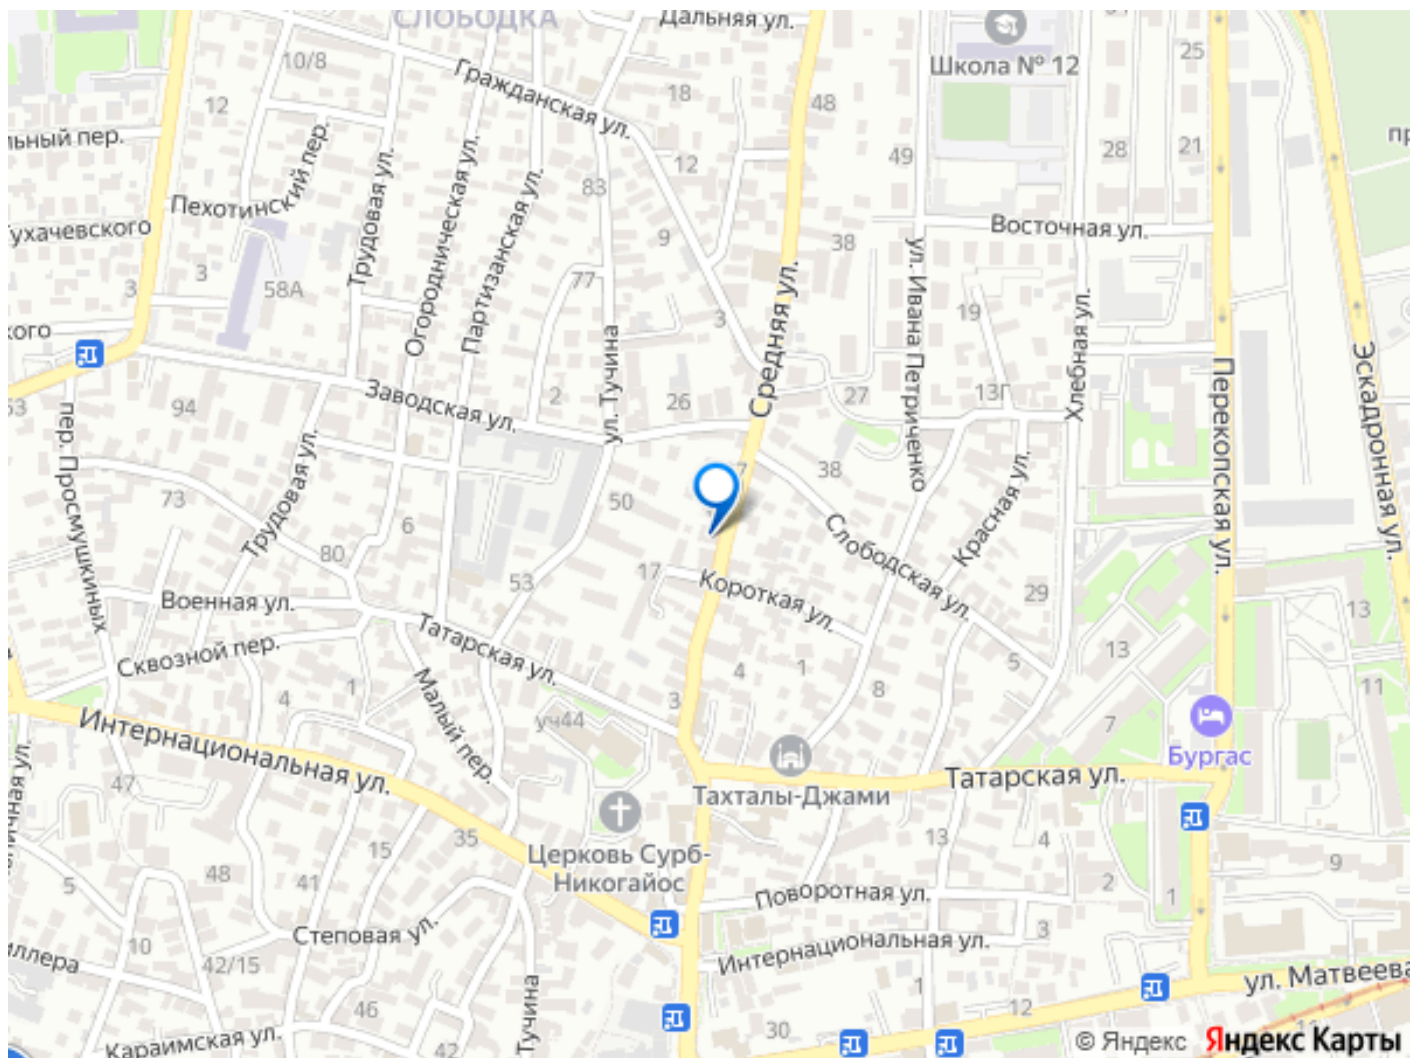 СЛОБОДКА
Дальняя ул.
10/8
Гражданская ул.
Школа № 12
25
12
18
48
льный пер.
12
49
28
21
Пехотинский пер.
Трудовая ул.
Огородническая ул.
Партизанская ул.
83
Тухачевского
9
38
Восточная ул.
3
58А
3
77
19
ского
3
ул. Тучина
Средняя ул.
ул. Ивана Петриченко
Хлебная ул.
Перекопская ул.
Эскадронная ул.
53
94
Заводская ул.
2
26
27
13Г
пер. Просмушкиных
Трудовая ул.
73
50
7
38
Красная ул.
6
Слободская ул.
80
53
17
Короткая ул.
29
13
Военная ул.
Татарская ул.
Сквозной пер.
4
1
Малый пер.
уч44
3
4
1
8
5
13
11
7
Интернациональная ул.
47
Бургас
Татарская ул.
Тахталы-Джами
35
15
48
41
5
Церковь Сурб-
Никогайос
13
4
2
1
9
Поворотная ул.
Степовая ул.
10
42/15
3
Интернациональная ул.
иллера
46
Тучина
1
12
ул. Матвеева
Караимская ул.
42
30
© Яндекс Яндекс Карты